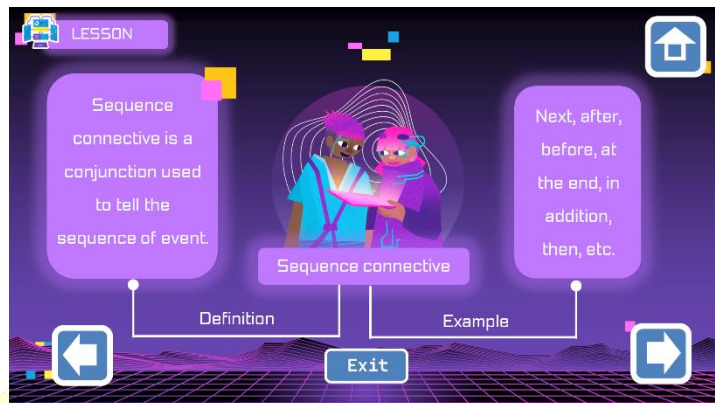 LESSON
Sequence
connective is a
conjunction used
to tell the
sequence of event.
Next, after,
before, at
the end, in
addition,
then, etc.
Sequence connective
Definition
Example
Exit